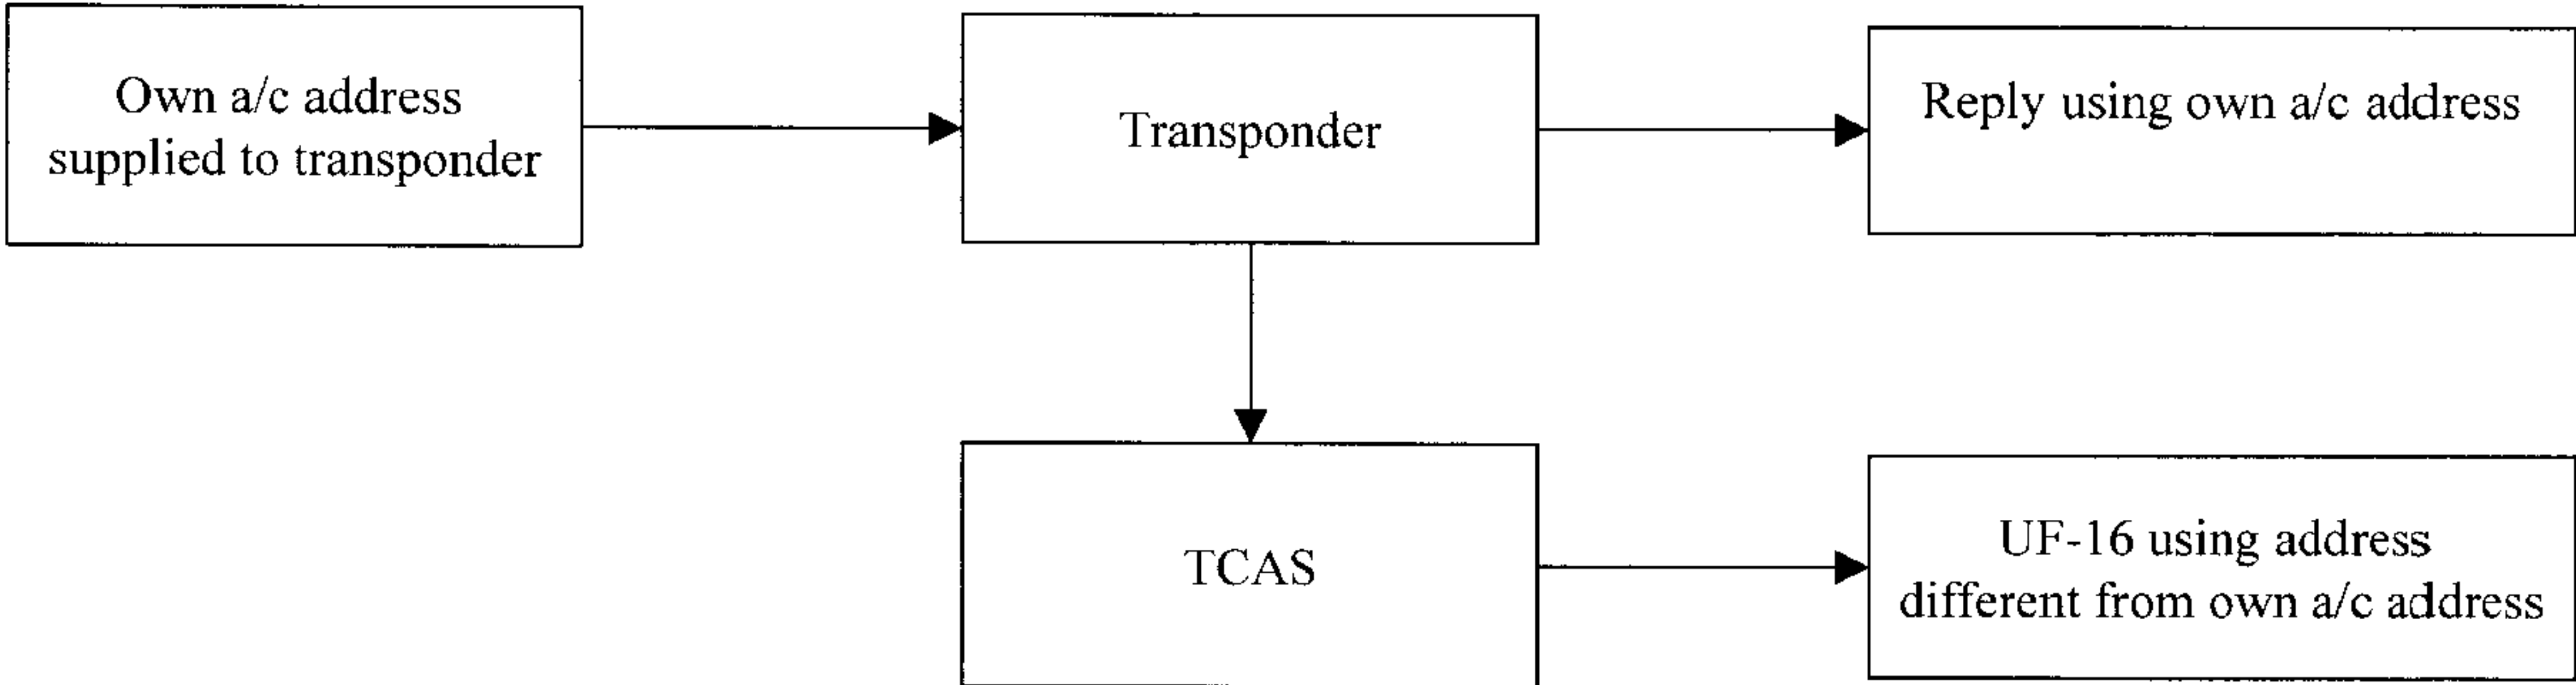 Own a/c address
supplied to transponder
Transponder
Reply using own a/c address
TCAS
UF-16 using address
different from own a/c address